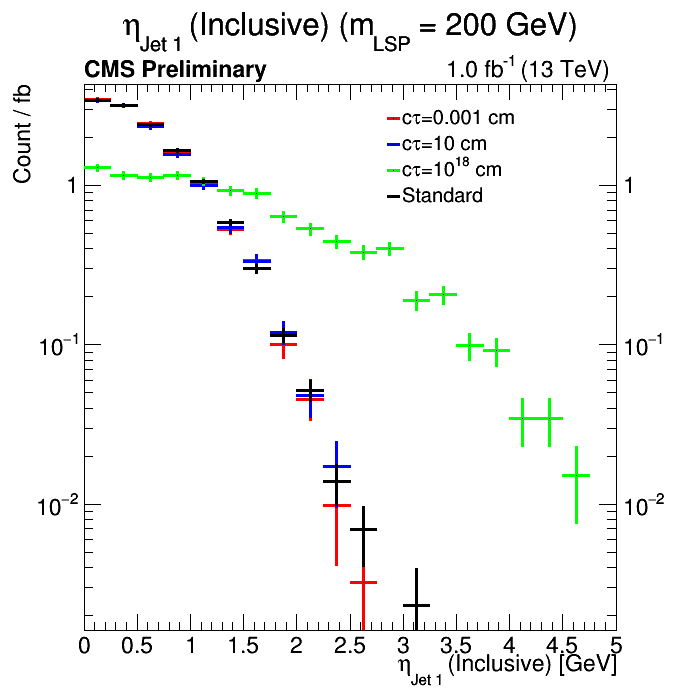 η_Jet 1 (Inclusive) (m_LSP = 200 GeV)
CMS Preliminary 1.0 fb⁻¹ (13 TeV)
Count / fb
cτ=0.001 cm
cτ=10 cm
cτ=10¹⁸ cm
Standard
1 1
10⁻¹ 10⁻¹
10⁻² 10⁻²
0 0.5 1 1.5 2 2.5 3 3.5 4 4.5 5
η_Jet 1 (Inclusive) [GeV]